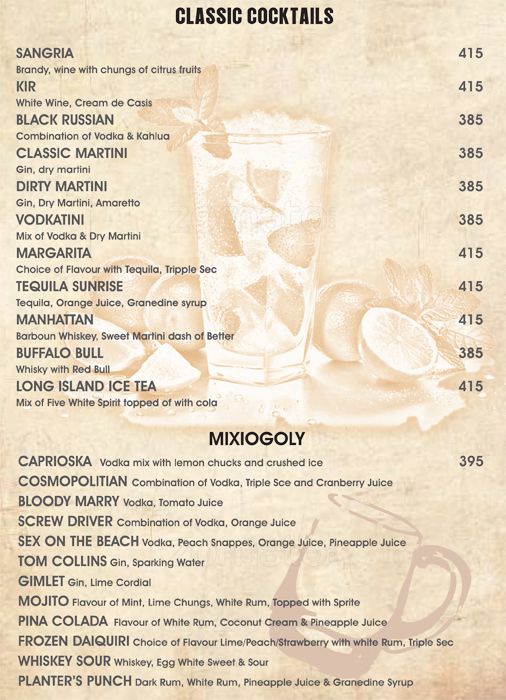 CLASSIC COCKTAILS
SANGRIA 415
Brandy, wine with chungs of citrus fruits
KIR 415
White Wine, Cream de Casis
BLACK RUSSIAN 385
Combination of Vodka & Kahlua
CLASSIC MARTINI 385
Gin, dry martini
DIRTY MARTINI 385
Gin, Dry Martini, Amaretto
VODKATINI 385
Mix of Vodka & Dry Martini
MARGARITA 415
Choice of Flavour with Tequila, Tripple Sec
TEQUILA SUNRISE 415
Tequila, Orange Juice, Granedine syrup
MANHATTAN 415
Barboun Whiskey, Sweet Martini dash of Better
BUFFALO BULL 385
Whisky with Red Bull
LONG ISLAND ICE TEA 415
Mix of Five White Spirit topped of with cola
MIXIOGOLY
CAPRIOSKA Vodka mix with lemon chucks and crushed ice 395
COSMOPOLITIAN Combination of Vodka, Triple Sce and Cranberry Juice
BLOODY MARRY Vodka, Tomato Juice
SCREW DRIVER Combination of Vodka, Orange Juice
SEX ON THE BEACH Vodka, Peach Snappes, Orange Juice, Pineapple Juice
TOM COLLINS Gin, Sparking Water
GIMLET Gin, Lime Cordial
MOJITO Flavour of Mint, Lime Chungs, White Rum, Topped with Sprite
PINA COLADA Flavour of White Rum, Coconut Cream & Pineapple Juice
FROZEN DAIQUIRI Choice of Flavour Lime/Peach/Strawberry with white Rum, Triple Sec
WHISKEY SOUR Whiskey, Egg White Sweet & Sour
PLANTER'S PUNCH Dark Rum, White Rum, Pineapple Juice & Granedine Syrup